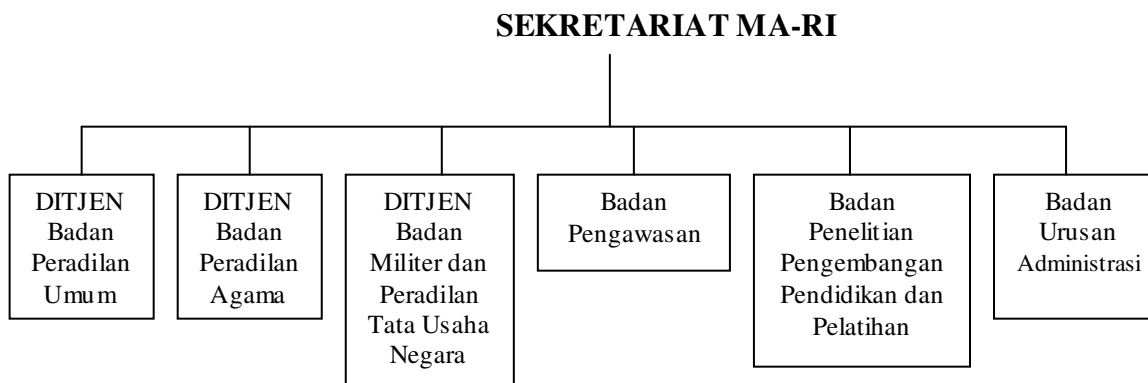 SEKRETARIAT MA-RI
DITJEN
Badan
Peradilan
Umum
DITJEN
Badan
Peradilan
Agama
DITJEN
Badan
Militer dan
Peradilan
Tata Usaha
Negara
Badan
Pengawasan
Badan
Penelitian
Pengembangan
Pendidikan dan
Pelatihan
Badan
Urusan
Administrasi